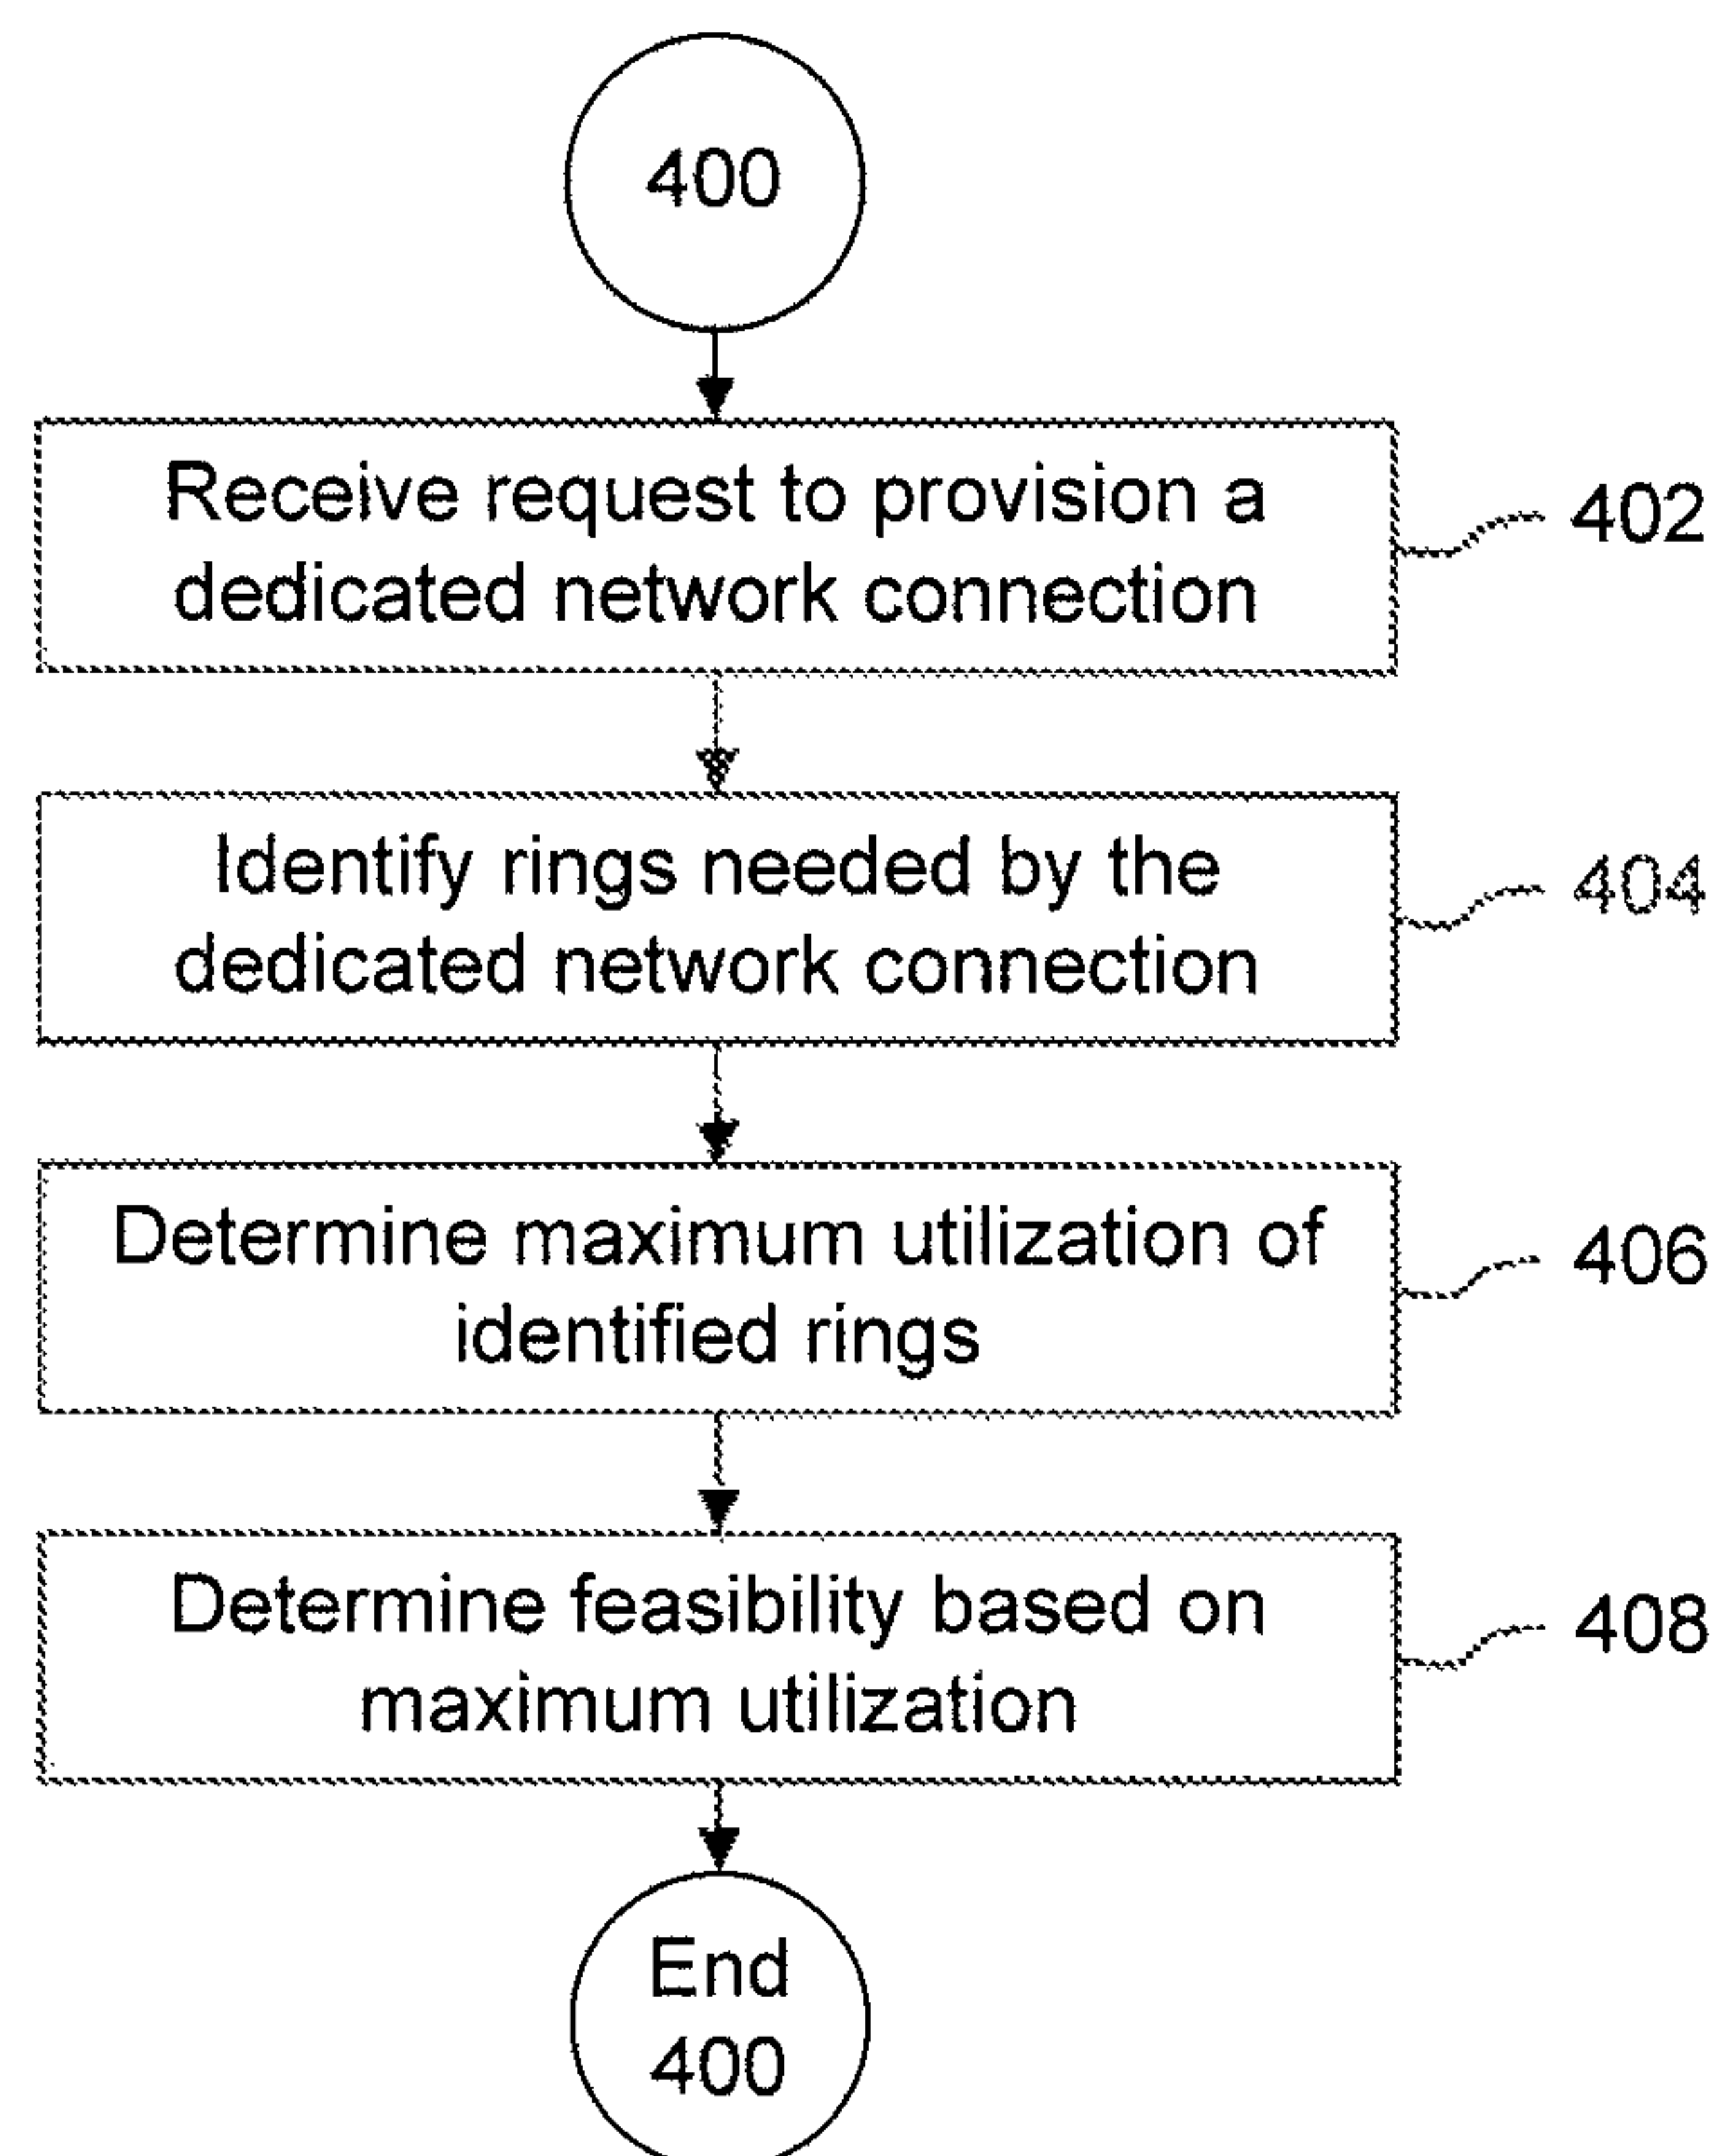 400
Receive request to provision a
dedicated network connection
402
Identify rings needed by the
dedicated network connection
404
Determine maximum utilization of
identified rings
406
Determine feasibility based on
maximum utilization
408
End
400